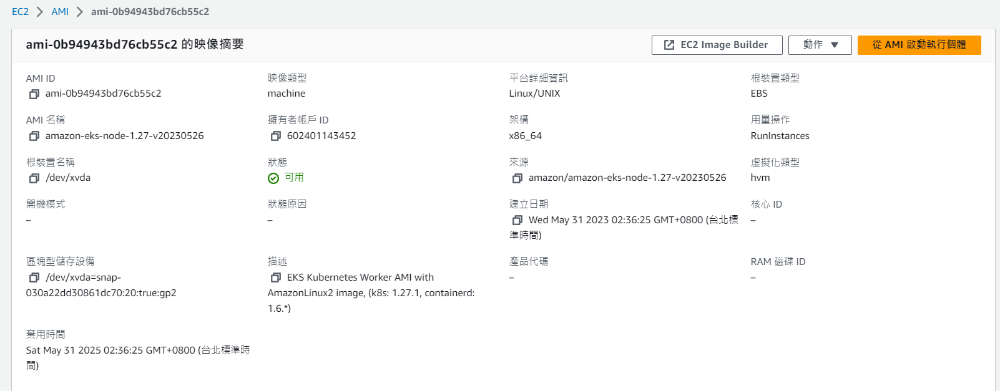 EC2 > AMI > ami-0b94943bd76cb55c2
ami-0b94943bd76cb55c2 的映像摘要
EC2 Image Builder
動作
從 AMI 啟動執行個體
AMI ID
ami-0b94943bd76cb55c2
映像類型
machine
平台詳細資訊
Linux/UNIX
根裝置類型
EBS
AMI 名稱
amazon-eks-node-1.27-v20230526
擁有者帳戶 ID
602401143452
架構
x86_64
用量操作
RunInstances
根裝置名稱
/dev/xvda
狀態
可用
來源
amazon/amazon-eks-node-1.27-v20230526
虛擬化類型
hvm
開機模式
–
狀態原因
–
建立日期
Wed May 31 2023 02:36:25 GMT+0800 (台北標
準時間)
核心 ID
–
區塊型儲存設備
/dev/xvda=snap-
030a22dd30861dc70:20:true:gp2
描述
EKS Kubernetes Worker AMI with
AmazonLinux2 image, (k8s: 1.27.1, containerd:
1.6.*)
產品代碼
–
RAM 磁碟 ID
–
棄用時間
Sat May 31 2025 02:36:25 GMT+0800 (台北標準時
間)